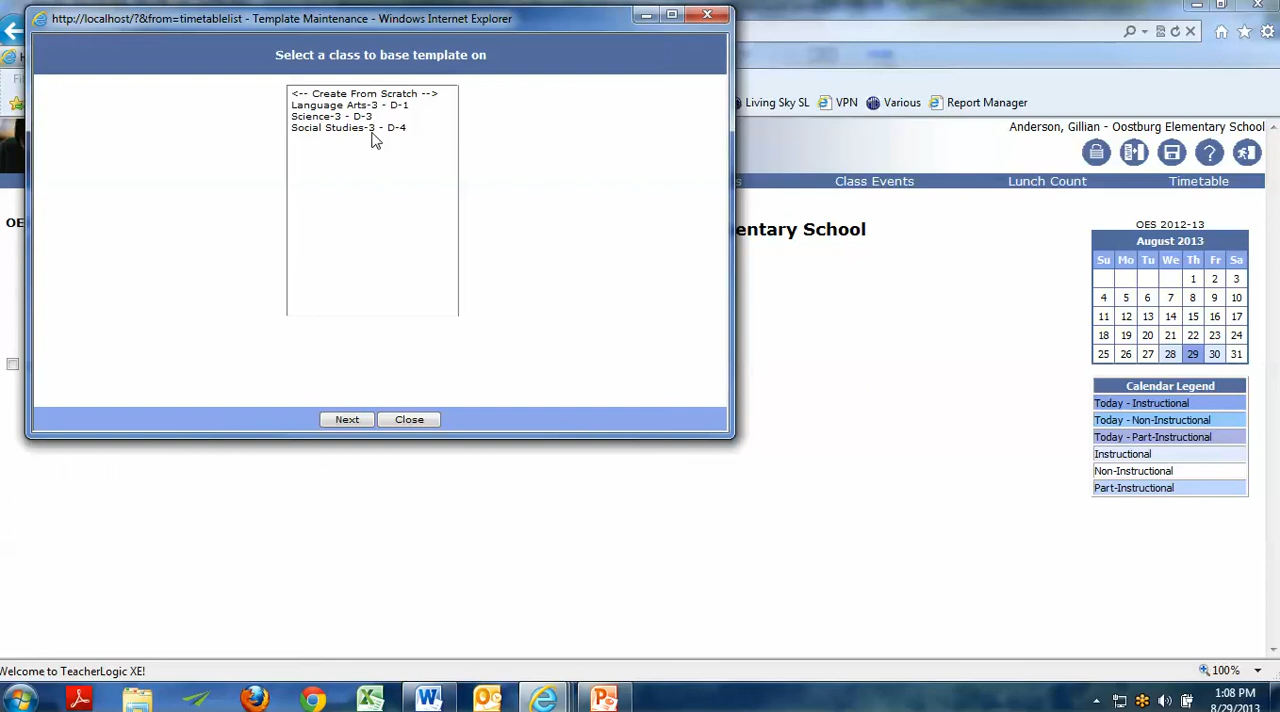 http://localhost/?&from=timetablelist - Template Maintenance - Windows Internet Explorer
Select a class to base template on
<-- Create From Scratch -->
Language Arts-3 - D-1
Science-3 - D-3
Social Studies-3 - D-4
Next
Close
Living Sky SL
VPN
Various
Report Manager
Anderson, Gillian - Oostburg Elementary School
Class Events
Lunch Count
Timetable
OE
entary School
OES 2012-13
August 2013
Su Mo Tu We Th Fr Sa
1 2 3
4 5 6 7 8 9 10
11 12 13 14 15 16 17
18 19 20 21 22 23 24
25 26 27 28 29 30 31
Calendar Legend
Today - Instructional
Today - Non-Instructional
Today - Part-Instructional
Instructional
Non-Instructional
Part-Instructional
Welcome to TeacherLogic XE!
100%
1:08 PM
8/29/2013